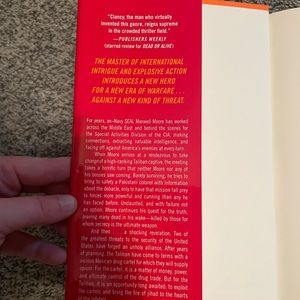 "Clancy, the man who virtually
invented this genre, reigns supreme
in the crowded thriller field."
—PUBLISHERS WEEKLY
(starred review for DEAD OR ALIVE)
THE MASTER OF INTERNATIONAL
INTRIGUE AND EXPLOSIVE ACTION
INTRODUCES A NEW HERO
FOR A NEW ERA OF WARFARE . . .
AGAINST A NEW KIND OF THREAT.
For years, ex–Navy SEAL Maxwell Moore has worked
across the Middle East and behind the scenes for
the Special Activities Division of the CIA, making
connections, extracting valuable intelligence, and
facing off against America's enemies at every turn.
When Moore arrives at a rendezvous to take
charge of a high-ranking Taliban captive, the meeting
takes a horrific turn that neither Moore nor any of
his bosses saw coming. Barely surviving, he tries to
bring to safety a Pakistani colonel with information
about the debacle, only to have that mission fall prey
to forces more powerful and cunning than any he
has faced before. Undaunted, and with failure not
an option, Moore continues his quest for the truth,
leaving many dead in his wake—killed by those for
whom secrecy is the ultimate weapon.
And then a shocking revelation: Two of
the greatest threats to the security of the United
States have forged an unholy alliance. After years
of planning, the Taliban have come to terms with a
vicious Mexican drug cartel for which they will supply
opium. For the cartel, it is a matter of money, power,
and ultimate control of the drug trade. But for the
Taliban, it is an opportunity long awaited: to exploit
the cartels and bring the fire of jihad to the hearts
of the